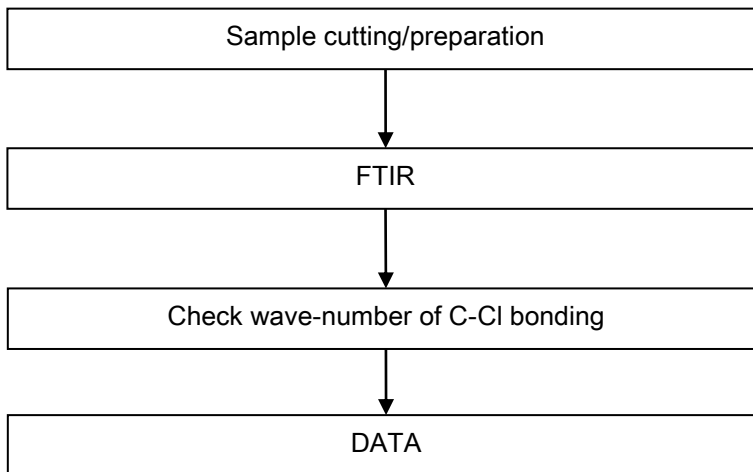 Sample cutting/preparation
FTIR
Check wave-number of C-Cl bonding
DATA